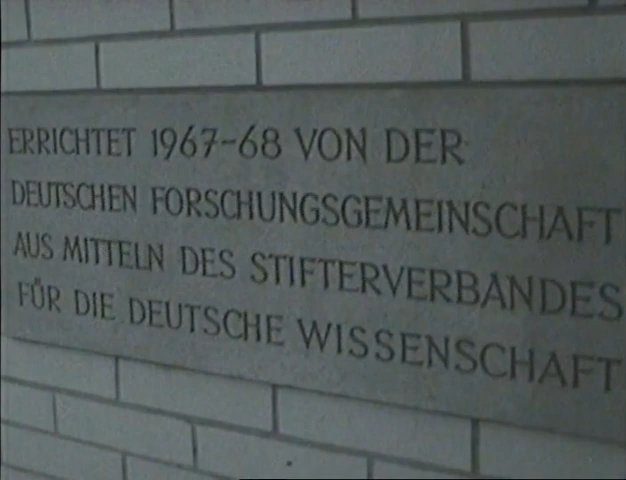 ERRICHTET 1967-68 VON DER
DEUTSCHEN FORSCHUNGSGEMEINSCHAFT
AUS MITTELN DES STIFTERVERBANDES
FÜR DIE DEUTSCHE WISSENSCHAFT